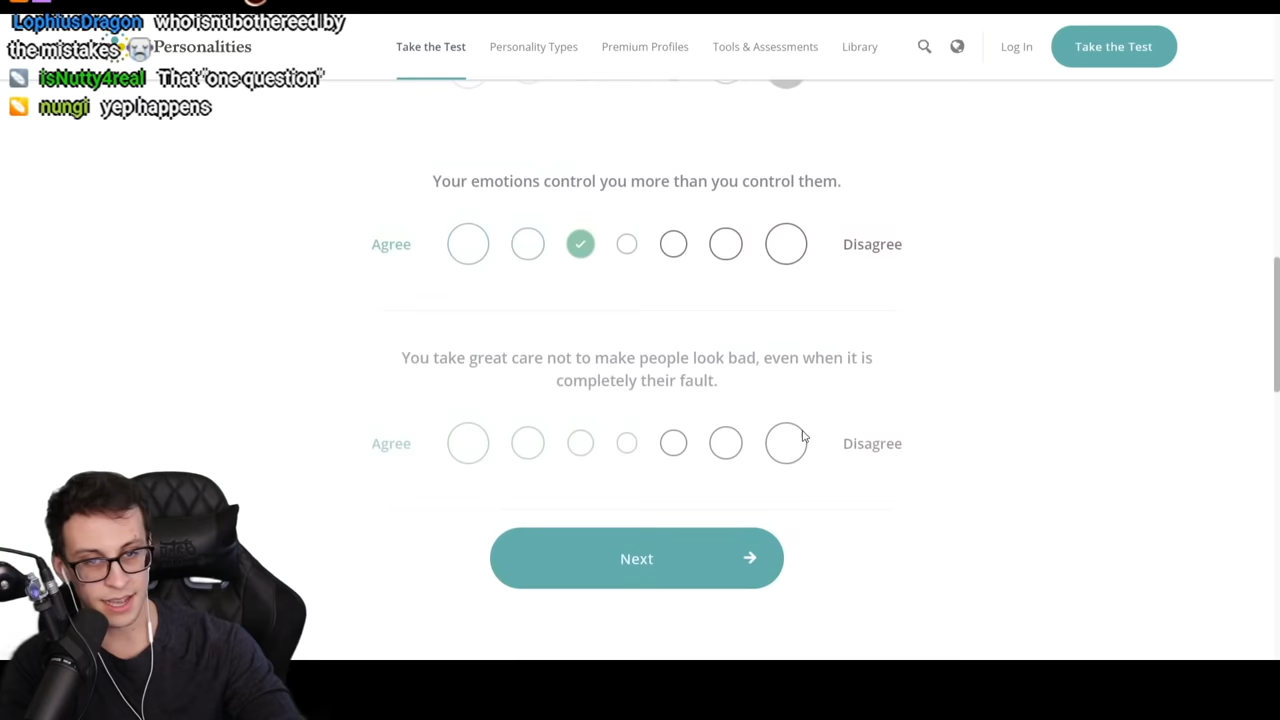 LophiusDragon who isnt bothereed by
the mistakes
Personalities
Take the Test
Personality Types
Premium Profiles
Tools & Assessments
Library
Log In
Take the Test
isNutty4real That "one question"
nungi yep happens
Your emotions control you more than you control them.
Agree
Disagree
You take great care not to make people look bad, even when it is
completely their fault.
Agree
Disagree
Next